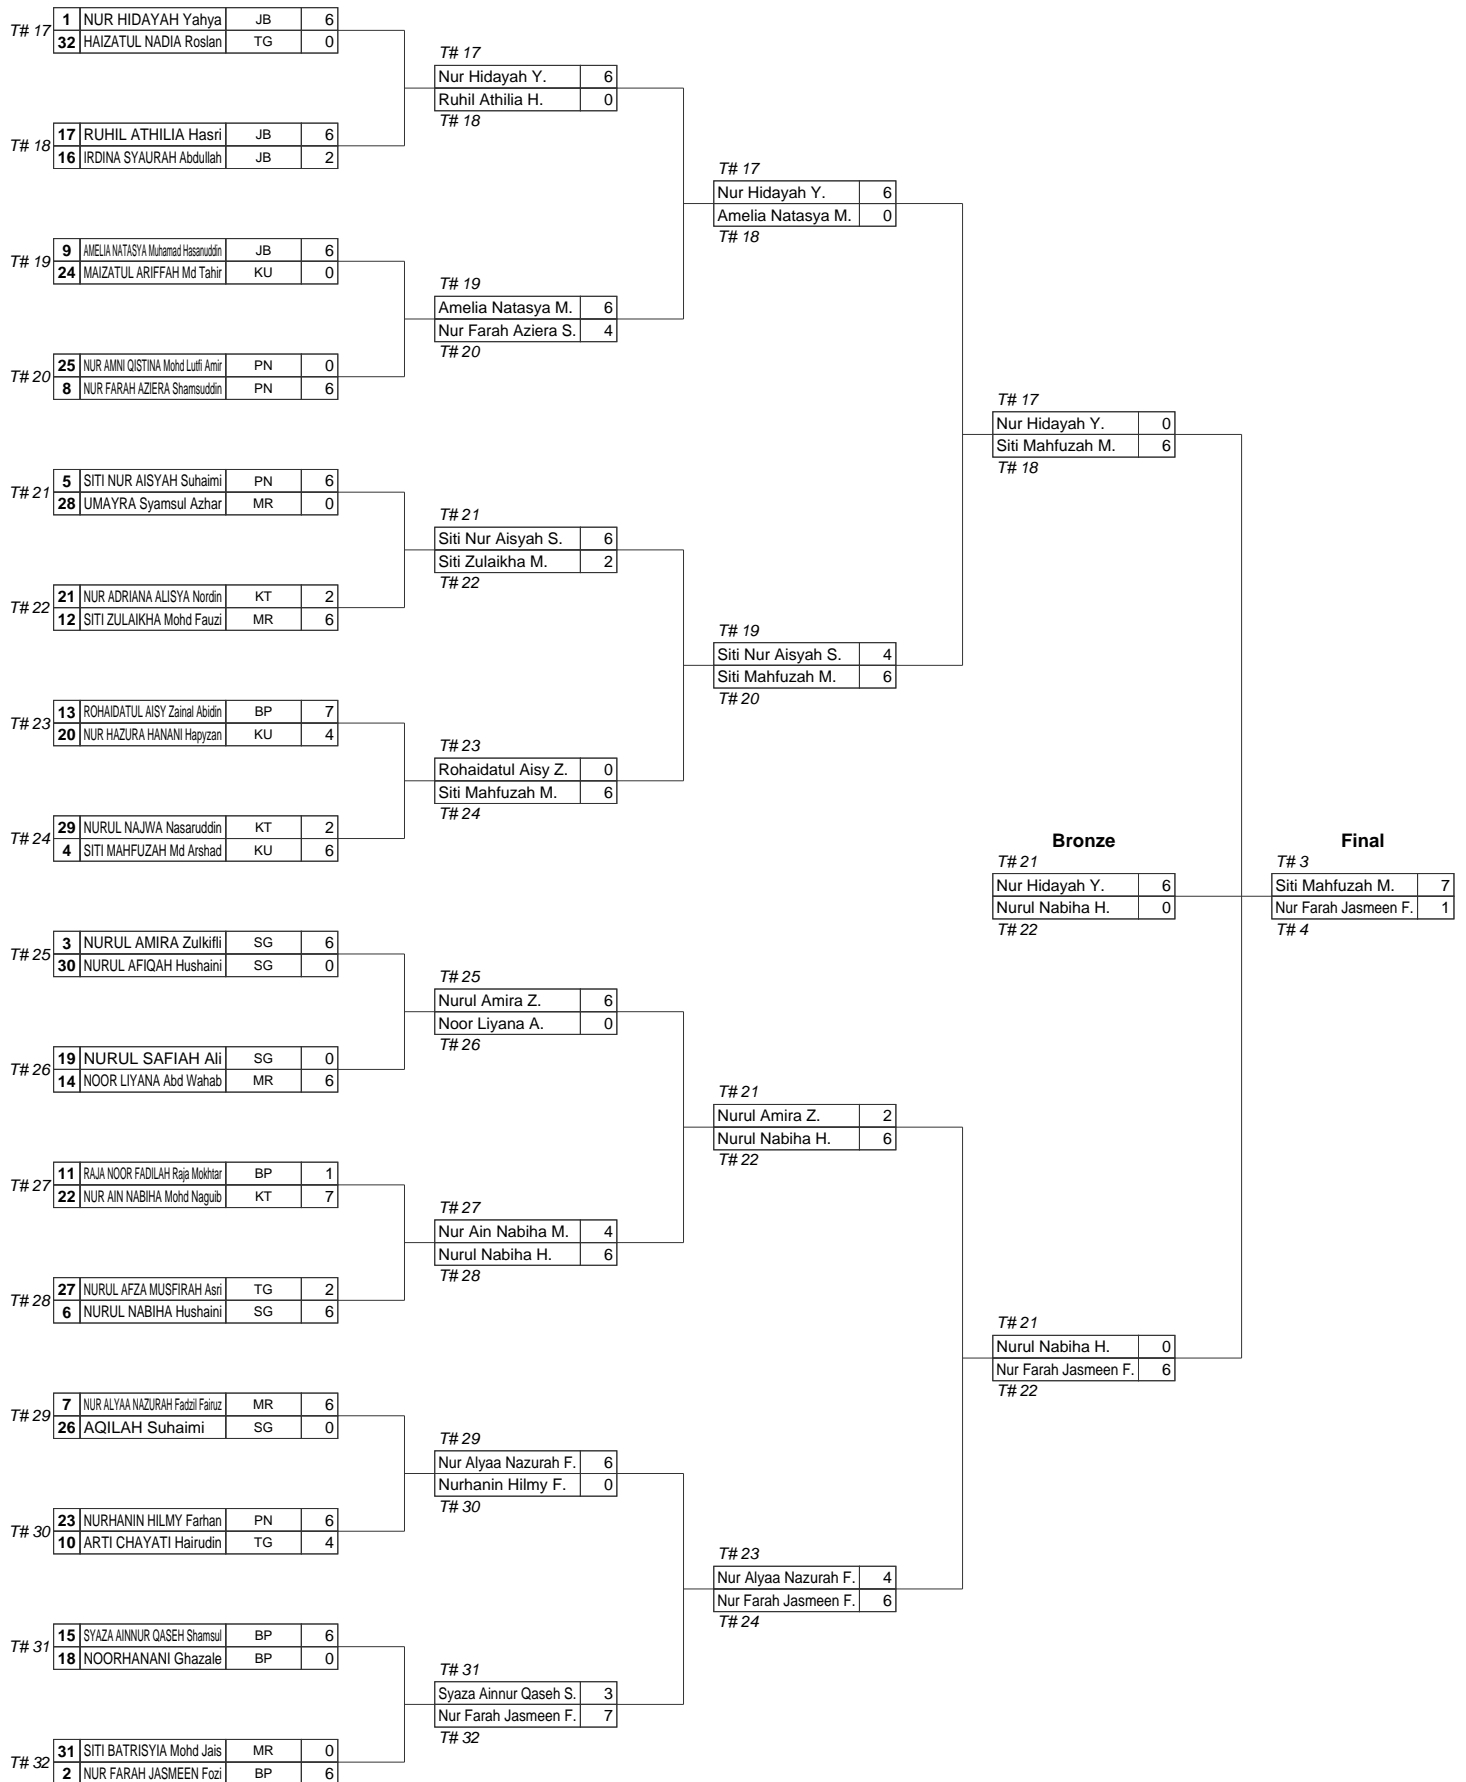 T# 17
1 NUR HIDAYAH Yahya JB 6
32 HAIZATUL NADIA Roslan TG 0
T# 18
17 RUHIL ATHILIA Hasri JB 6
16 IRDINA SYAURAH Abdullah JB 2
T# 19
9 AMELIA NATASYA Muhamad Hasanuddin JB 6
24 MAIZATUL ARIFFAH Md Tahir KU 0
T# 20
25 NUR AMNI QISTINA Mohd Lutfi Amir PN 0
8 NUR FARAH AZIERA Shamsuddin PN 6
T# 21
5 SITI NUR AISYAH Suhaimi PN 6
28 UMAYRA Syamsul Azhar MR 0
T# 22
21 NUR ADRIANA ALISYA Nordin KT 2
12 SITI ZULAIKHA Mohd Fauzi MR 6
T# 23
13 ROHAIDATUL AISY Zainal Abidin BP 7
20 NUR HAZURA HANANI Hapyzan KU 4
T# 24
29 NURUL NAJWA Nasaruddin KT 2
4 SITI MAHFUZAH Md Arshad KU 6
T# 25
3 NURUL AMIRA Zulkifli SG 6
30 NURUL AFIQAH Hushaini SG 0
T# 26
19 NURUL SAFIAH Ali SG 0
14 NOOR LIYANA Abd Wahab MR 6
T# 27
11 RAJA NOOR FADILAH Raja Mokhtar BP 1
22 NUR AIN NABIHA Mohd Naguib KT 7
T# 28
27 NURUL AFZA MUSFIRAH Asri TG 2
6 NURUL NABIHA Hushaini SG 6
T# 29
7 NUR ALYAA NAZURAH Fadzil Fairuz MR 6
26 AQILAH Suhaimi SG 0
T# 30
23 NURHANIN HILMY Farhan PN 6
10 ARTI CHAYATI Hairudin TG 4
T# 31
15 SYAZA AINNUR QASEH Shamsul BP 6
18 NOORHANANI Ghazale BP 0
T# 32
31 SITI BATRISYIA Mohd Jais MR 0
2 NUR FARAH JASMEEN Fozi BP 6
T# 17
Nur Hidayah Y. 6
Ruhil Athilia H. 0
T# 18
T# 19
Amelia Natasya M. 6
Nur Farah Aziera S. 4
T# 20
T# 21
Siti Nur Aisyah S. 6
Siti Zulaikha M. 2
T# 22
T# 23
Rohaidatul Aisy Z. 0
Siti Mahfuzah M. 6
T# 24
T# 25
Nurul Amira Z. 6
Noor Liyana A. 0
T# 26
T# 27
Nur Ain Nabiha M. 4
Nurul Nabiha H. 6
T# 28
T# 29
Nur Alyaa Nazurah F. 6
Nurhanin Hilmy F. 0
T# 30
T# 31
Syaza Ainnur Qaseh S. 3
Nur Farah Jasmeen F. 7
T# 32
T# 17
Nur Hidayah Y. 6
Amelia Natasya M. 0
T# 18
T# 19
Siti Nur Aisyah S. 4
Siti Mahfuzah M. 6
T# 20
T# 21
Nurul Amira Z. 2
Nurul Nabiha H. 6
T# 22
T# 23
Nur Alyaa Nazurah F. 4
Nur Farah Jasmeen F. 6
T# 24
T# 17
Nur Hidayah Y. 0
Siti Mahfuzah M. 6
T# 18
T# 21
Nurul Nabiha H. 0
Nur Farah Jasmeen F. 6
T# 22
Bronze
T# 21
Nur Hidayah Y. 6
Nurul Nabiha H. 0
T# 22
Final
T# 3
Siti Mahfuzah M. 7
Nur Farah Jasmeen F. 1
T# 4